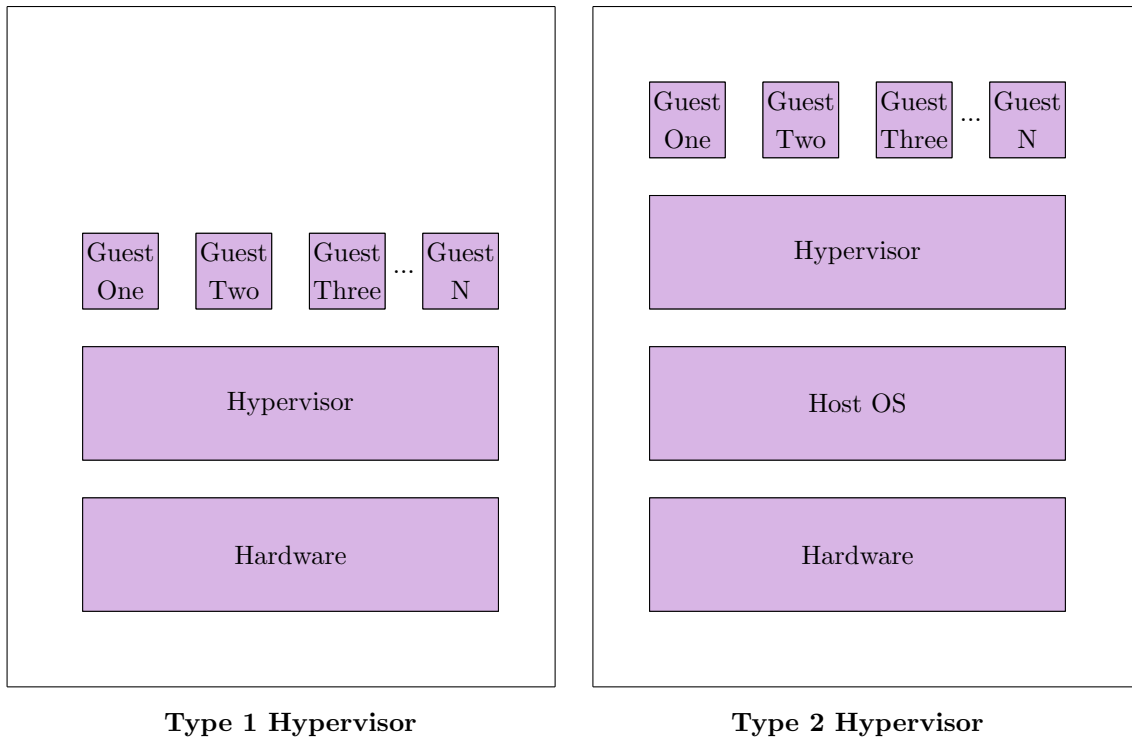 Guest
One
Guest
Two
Guest
Three
...
Guest
N
Hypervisor
Hardware
Type 1 Hypervisor
Guest
One
Guest
Two
Guest
Three
...
Guest
N
Hypervisor
Host OS
Hardware
Type 2 Hypervisor